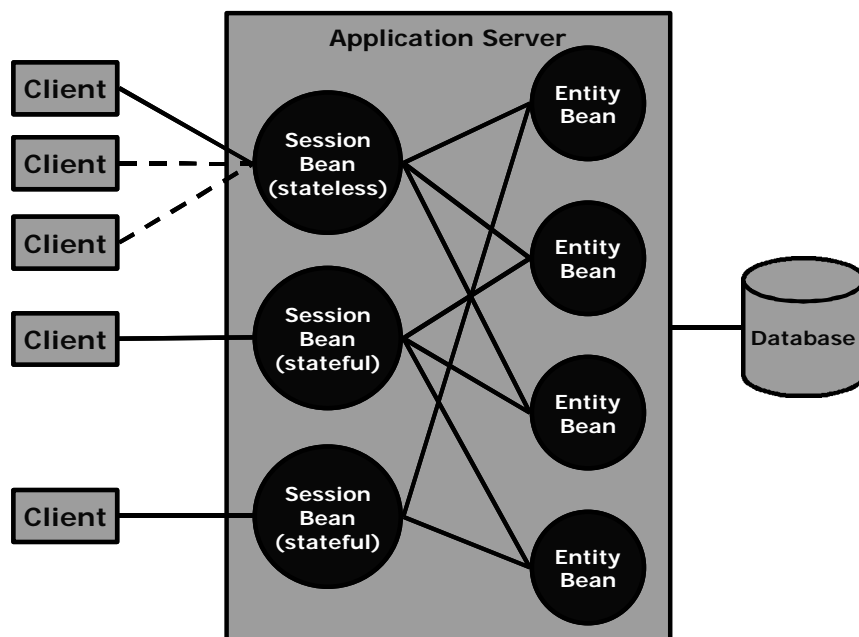 Application Server
Client
Client
Client
Client
Client
Session
Bean
(stateless)
Session
Bean
(stateful)
Session
Bean
(stateful)
Entity
Bean
Entity
Bean
Entity
Bean
Entity
Bean
Database